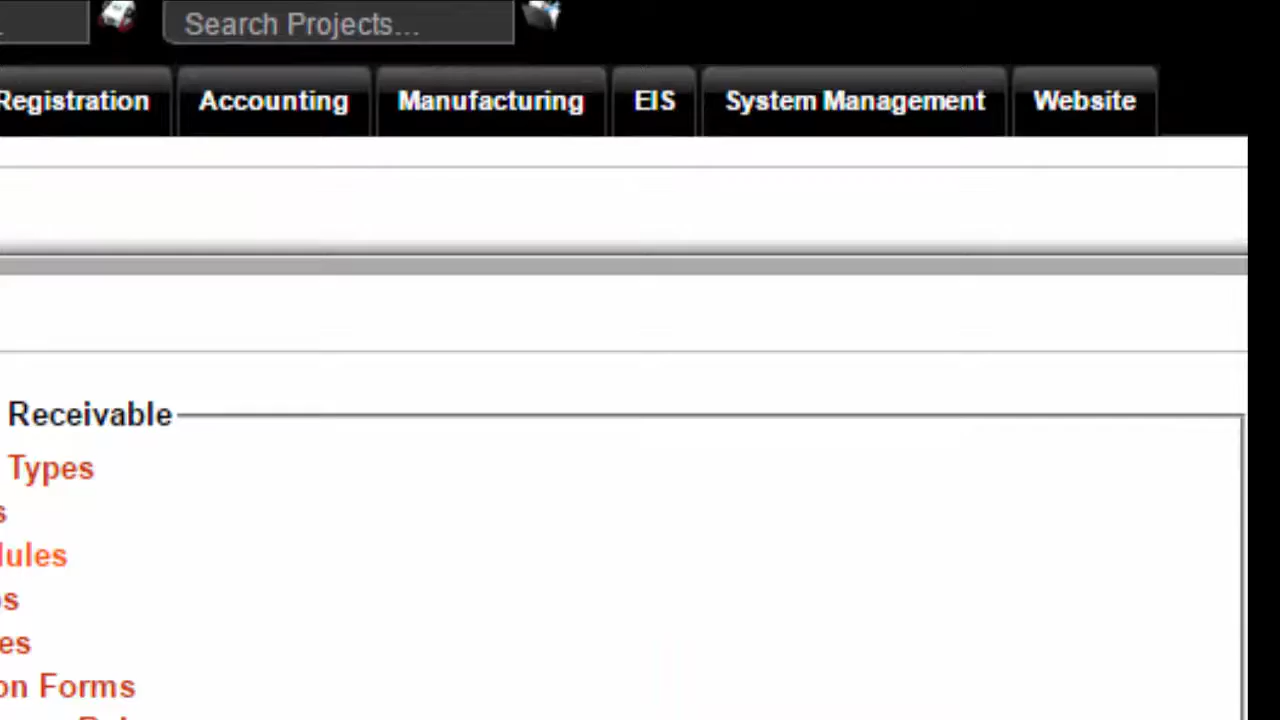 Search Projects...
Registration Accounting Manufacturing EIS System Management Website
Receivable
Types
s
dules
es
on Forms